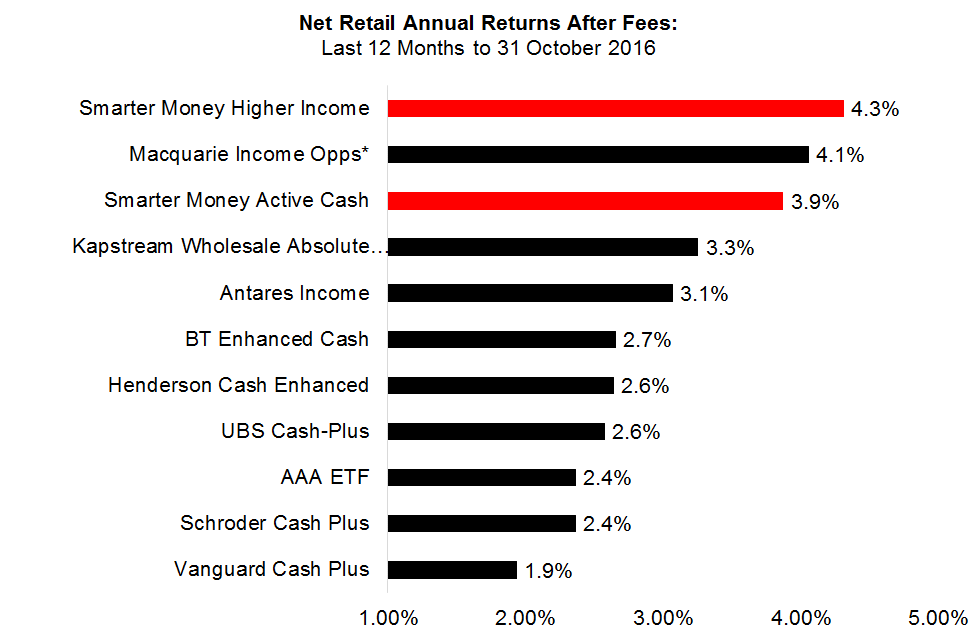 Net Retail Annual Returns After Fees:
Last 12 Months to 31 October 2016
Smarter Money Higher Income 4.3%
Macquarie Income Opps* 4.1%
Smarter Money Active Cash 3.9%
Kapstream Wholesale Absolute… 3.3%
Antares Income 3.1%
BT Enhanced Cash 2.7%
Henderson Cash Enhanced 2.6%
UBS Cash-Plus 2.6%
AAA ETF 2.4%
Schroder Cash Plus 2.4%
Vanguard Cash Plus 1.9%
1.00% 2.00% 3.00% 4.00% 5.00%